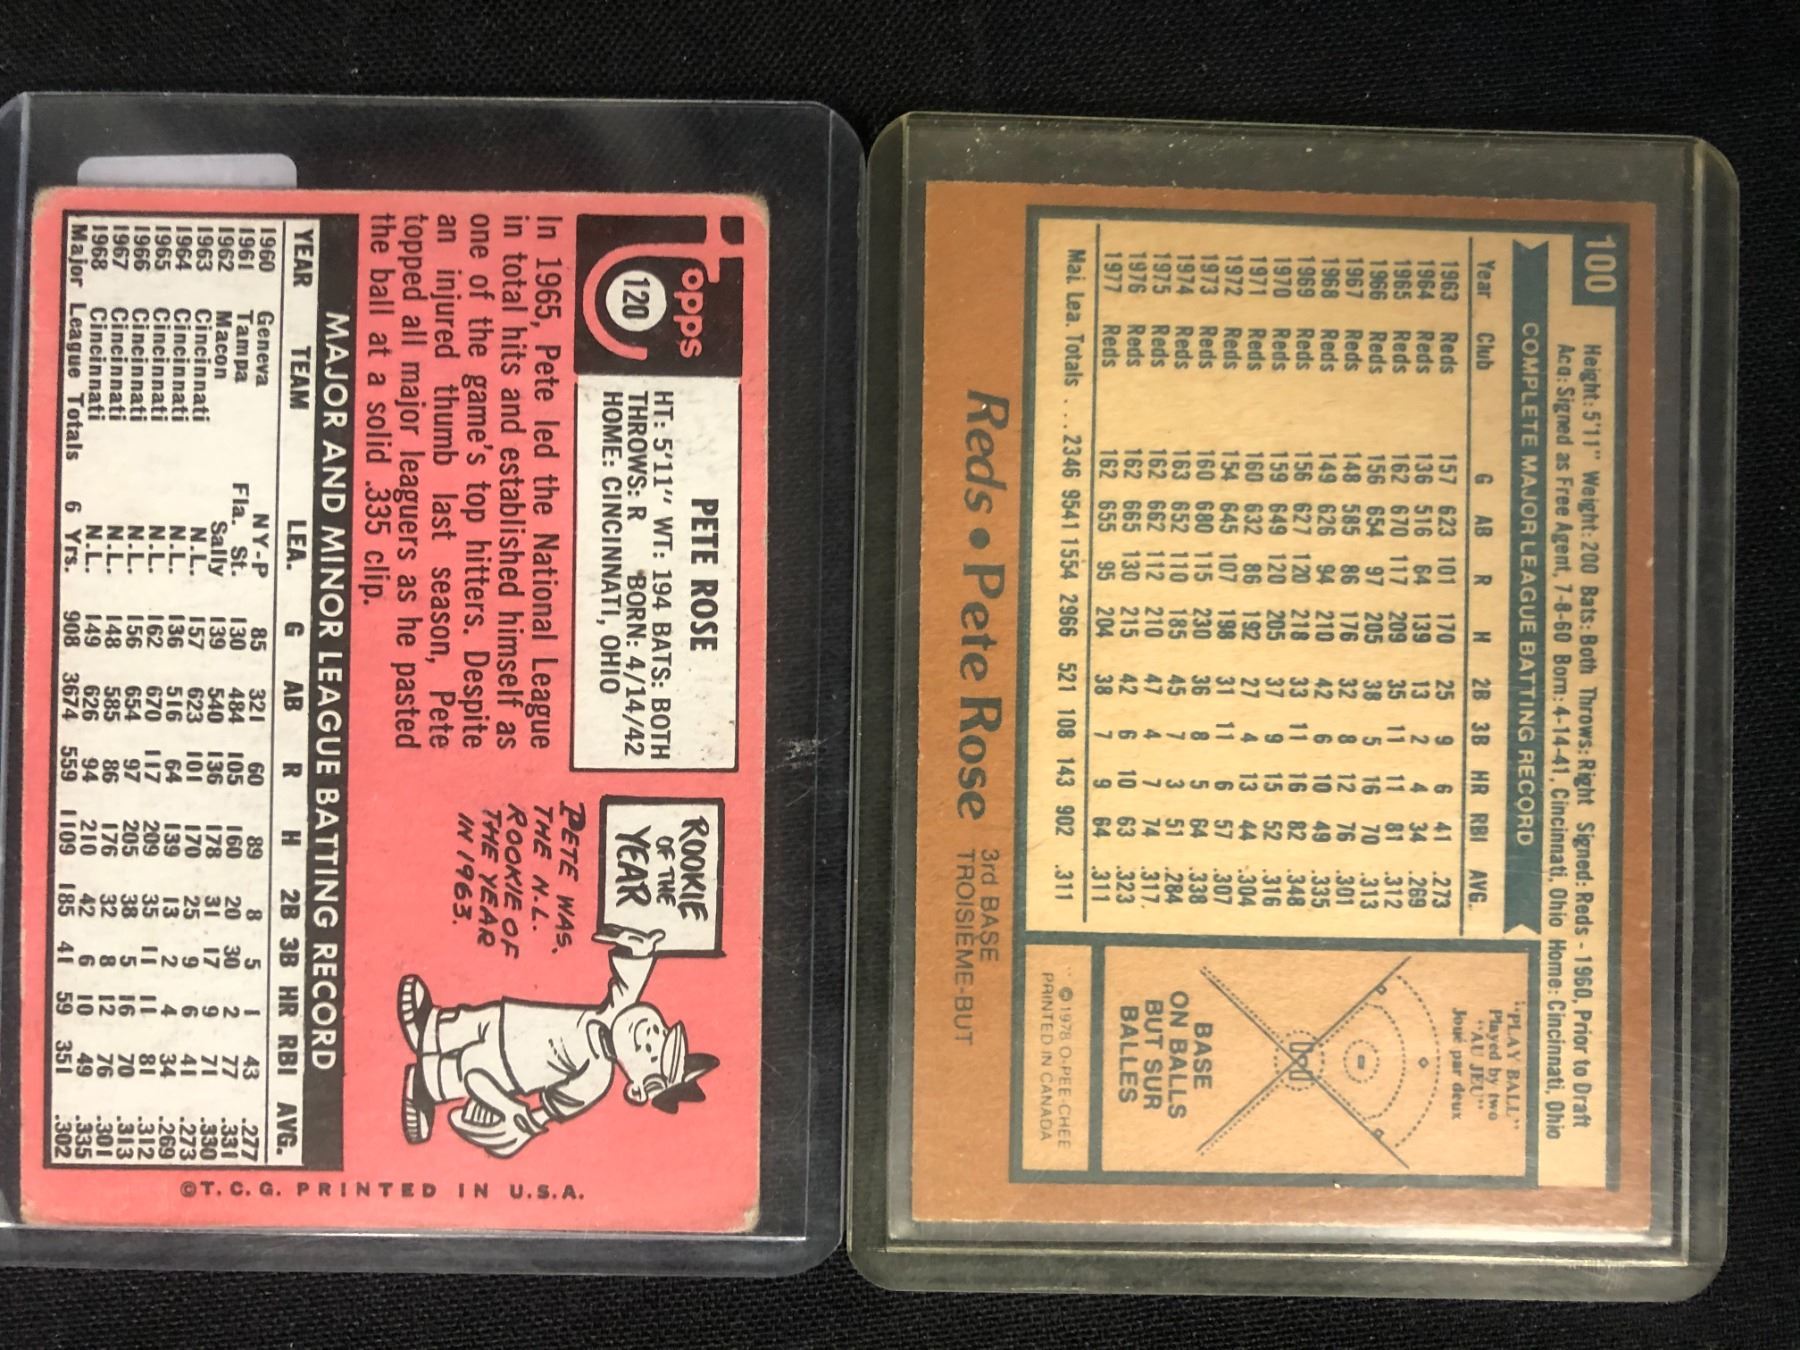 Topps
120
PETE ROSE
HT: 5'11" WT: 194 BATS: BOTH
THROWS: R BORN: 4/14/42
HOME: CINCINNATI, OHIO
In 1965, Pete led the National League
in total hits and established himself as
one of the game's top hitters. Despite
an injured thumb last season, Pete
topped all major leaguers as he pasted
the ball at a solid .335 clip.
ROOKIE
OF THE
YEAR
PETE WAS
THE N.L.
ROOKIE OF
THE YEAR
IN 1963.
MAJOR AND MINOR LEAGUE BATTING RECORD
YEAR TEAM LEA. G AB R H 2B 3B HR RBI AVG.
1960 Geneva NY-P 85 321 60 89 8 5 1 43 .277
1961 Tampa Fla. St. 130 484 105 160 20 30 2 77 .331
1962 Macon Sally 139 540 136 178 31 17 9 71 .330
1963 Cincinnati N.L. 157 623 101 170 25 9 6 41 .273
1964 Cincinnati N.L. 136 516 64 139 13 2 4 34 .269
1965 Cincinnati N.L. 162 670 117 209 35 11 11 81 .312
1966 Cincinnati N.L. 156 654 97 205 38 5 16 70 .313
1967 Cincinnati N.L. 148 585 86 176 32 8 12 76 .301
1968 Cincinnati N.L. 149 626 94 210 42 6 10 49 .335
Major League Totals 6 Yrs. 908 3674 559 1109 185 41 59 351 .302
©T.C.G. PRINTED IN U.S.A.
100
Height: 5'11" Weight: 200 Bats: Both Throws: Right Signed: Reds - 1960, Prior to Draft
Acq: Signed as Free Agent, 7-8-60 Born: 4-14-41, Cincinnati, Ohio Home: Cincinnati, Ohio
COMPLETE MAJOR LEAGUE BATTING RECORD
Year Club G AB R H 2B 3B HR RBI AVG.
1963 Reds 157 623 101 170 25 9 6 41 .273
1964 Reds 136 516 64 139 13 2 4 34 .269
1965 Reds 162 670 117 209 35 11 11 81 .312
1966 Reds 156 654 97 205 38 5 16 70 .313
1967 Reds 148 585 86 176 32 8 12 76 .301
1968 Reds 149 626 94 210 42 6 10 49 .335
1969 Reds 156 627 120 218 33 11 16 82 .348
1970 Reds 159 649 120 205 37 9 15 52 .316
1971 Reds 160 632 86 192 27 4 13 44 .304
1972 Reds 154 645 107 198 31 11 6 57 .307
1973 Reds 160 680 115 230 36 8 5 64 .338
1974 Reds 163 652 110 185 45 7 3 51 .284
1975 Reds 162 662 112 210 47 4 7 74 .317
1976 Reds 162 665 130 215 42 6 10 63 .323
1977 Reds 162 655 95 204 38 7 9 64 .311
Maj. Lea. Totals ... 2346 9541 1554 2966 521 108 143 902 .311
"PLAY BALL"
Played by two
"AU JEU"
Joué par deux
BASE
ON BALLS
BUT SUR
BALLES
©1978 O-PEE-CHEE
PRINTED IN CANADA
Reds • Pete Rose 3rd BASE
TROISIÈME-BUT